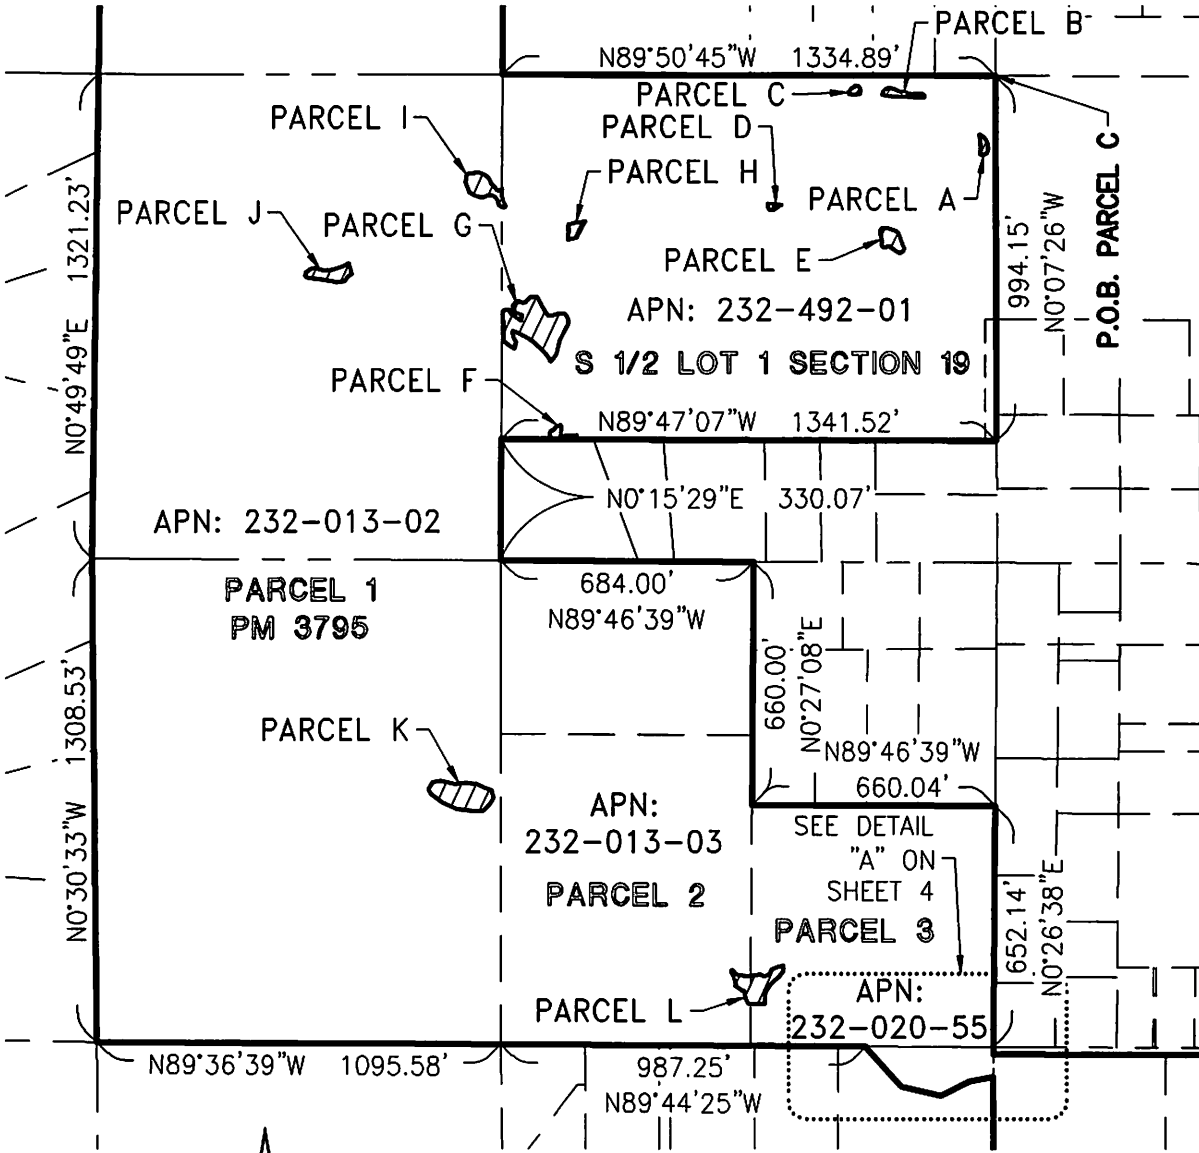 PARCEL B
N89°50'45"W 1334.89'
PARCEL C
PARCEL I
PARCEL D
PARCEL H
PARCEL A
PARCEL J
PARCEL G
PARCEL E
1321.23'
N0°49'49"E
994.15'
N0°07'26"W
P.O.B. PARCEL C
APN: 232-492-01
S 1/2 LOT 1 SECTION 19
PARCEL F
N89°47'07"W 1341.52'
N0°15'29"E 330.07'
APN: 232-013-02
PARCEL 1
PM 3795
684.00'
N89°46'39"W
660.00'
N0°27'08"E
1308.53'
N0°30'33"W
PARCEL K
N89°46'39"W
660.04'
APN:
232-013-03
PARCEL 2
SEE DETAIL
"A" ON
SHEET 4
PARCEL 3
652.14'
N0°26'38"E
PARCEL L
APN:
232-020-55
N89°36'39"W 1095.58'
987.25'
N89°44'25"W